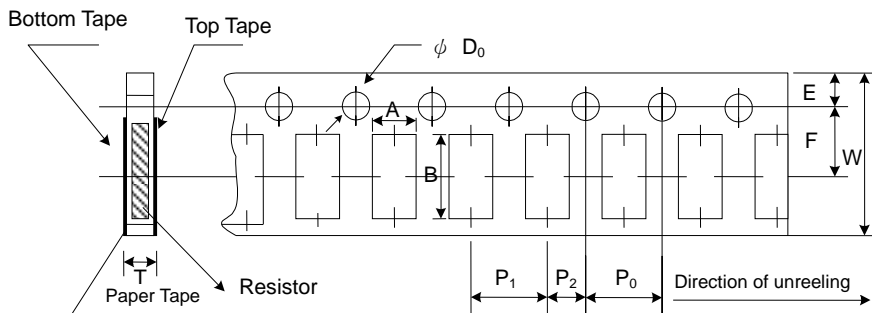 Bottom Tape
Top Tape
ψ D₀
E
A
F
W
B
T
P₁
P₂
P₀
Direction of unreeling
Resistor
Paper Tape